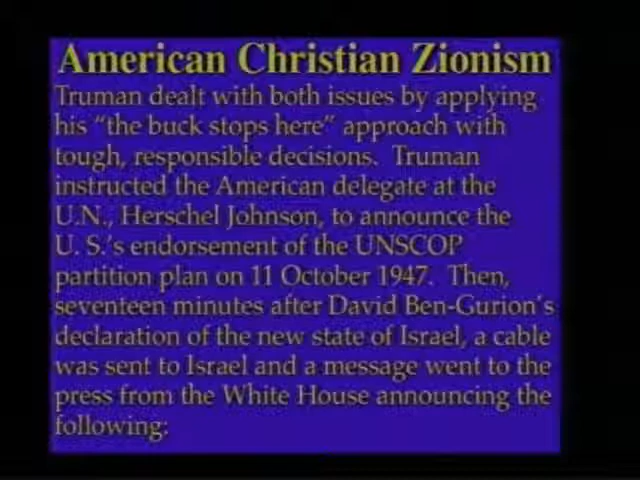 American Christian Zionism
Truman dealt with both issues by applying
his “the buck stops here” approach with
tough, responsible decisions. Truman
instructed the American delegate at the
U.N., Herschel Johnson, to announce the
U. S.'s endorsement of the UNSCOP
partition plan on 11 October 1947. Then,
seventeen minutes after David Ben-Gurion's
declaration of the new state of Israel, a cable
was sent to Israel and a message went to the
press from the White House announcing the
following: